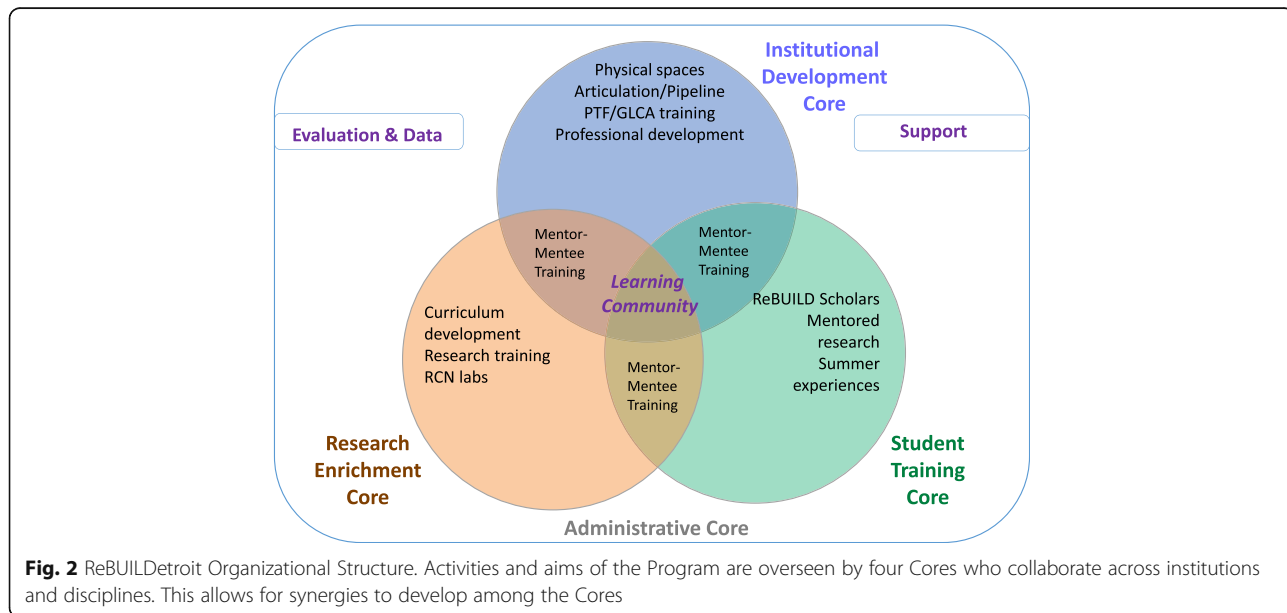 Institutional
Development
Core
Physical spaces
Articulation/Pipeline
PTF/GLCA training
Professional development
Evaluation & Data
Support
Mentor-
Mentee
Training
Mentor-
Mentee
Training
Learning
Community
Curriculum
development
Research training
RCN labs
ReBUILD Scholars
Mentored
research
Summer
experiences
Mentor-
Mentee
Training
Research
Enrichment
Core
Student
Training
Core
Administrative Core
Fig. 2 ReBUILDetroit Organizational Structure. Activities and aims of the Program are overseen by four Cores who collaborate across institutions
and disciplines. This allows for synergies to develop among the Cores